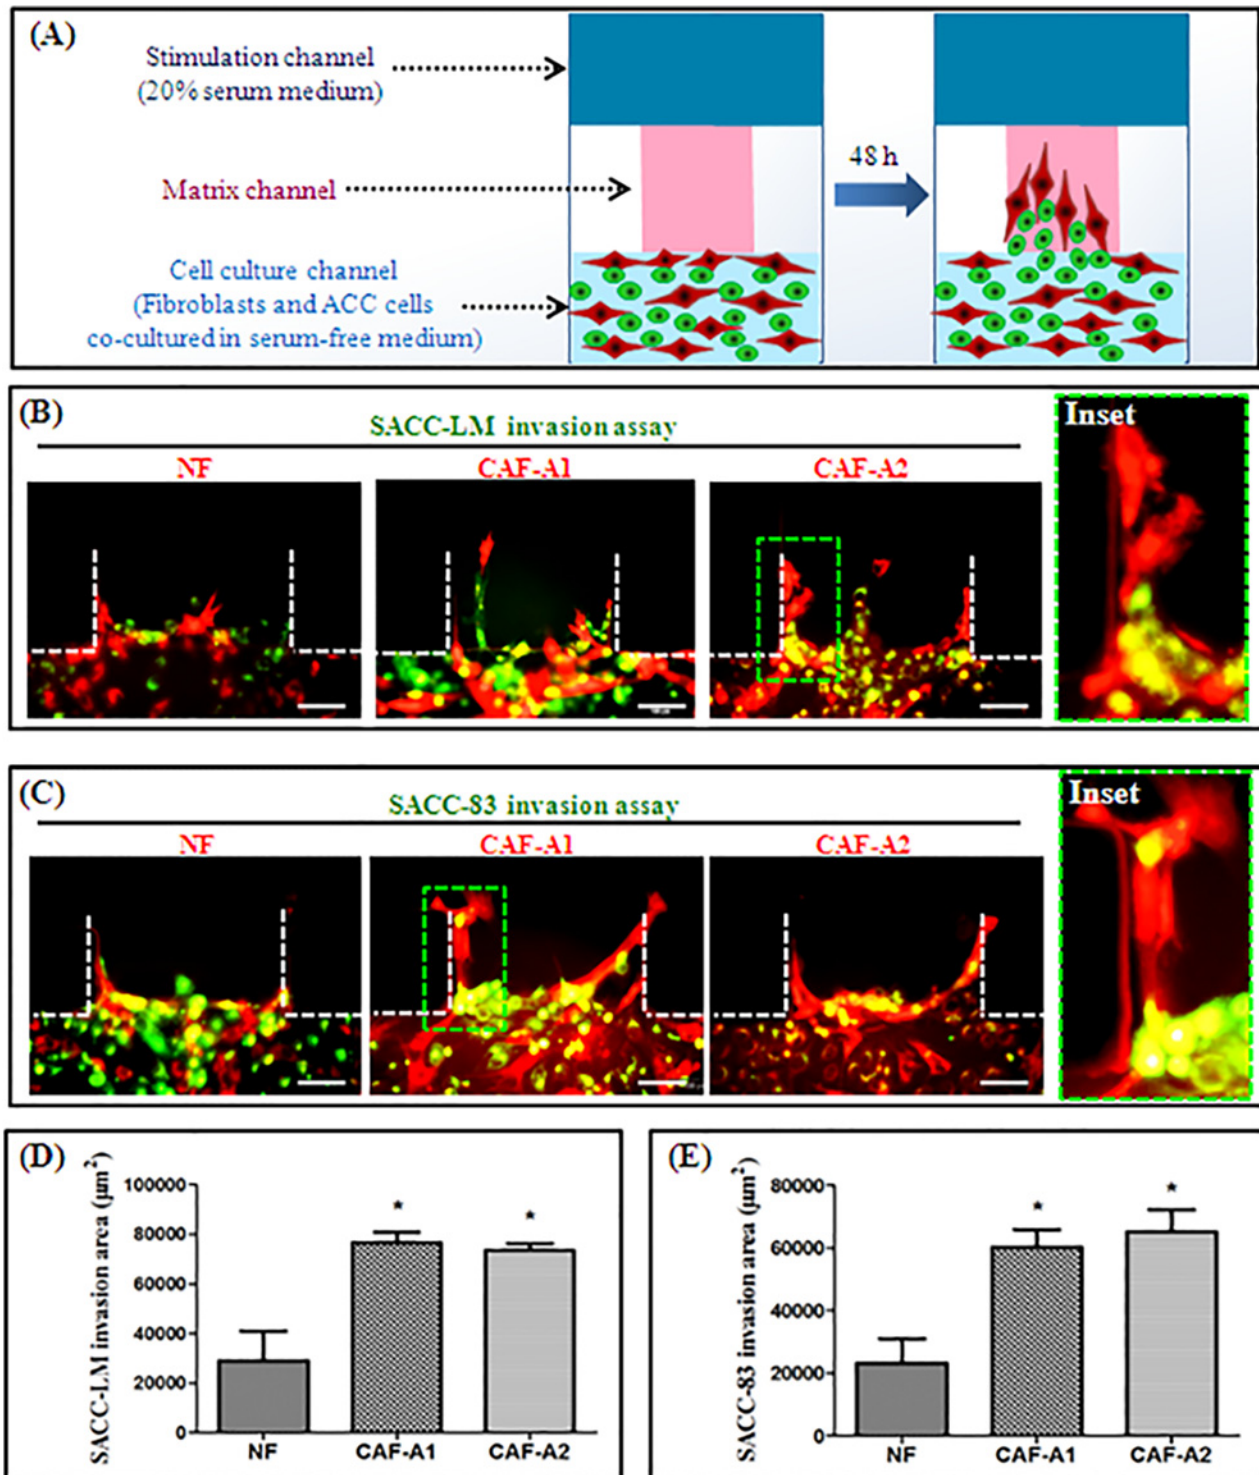 (A)
Stimulation channel
(20% serum medium)
Matrix channel
Cell culture channel
(Fibroblasts and ACC cells
co-cultured in serum-free medium)
48 h
(B)
SACC-LM invasion assay
NF
CAF-A1
CAF-A2
Inset
(C)
SACC-83 invasion assay
NF
CAF-A1
CAF-A2
Inset
(D)
SACC-LM invasion area (μm²)
100000
80000
60000
40000
20000
0
*
*
NF
CAF-A1
CAF-A2
(E)
SACC-83 invasion area (μm²)
80000
60000
40000
20000
0
*
*
NF
CAF-A1
CAF-A2